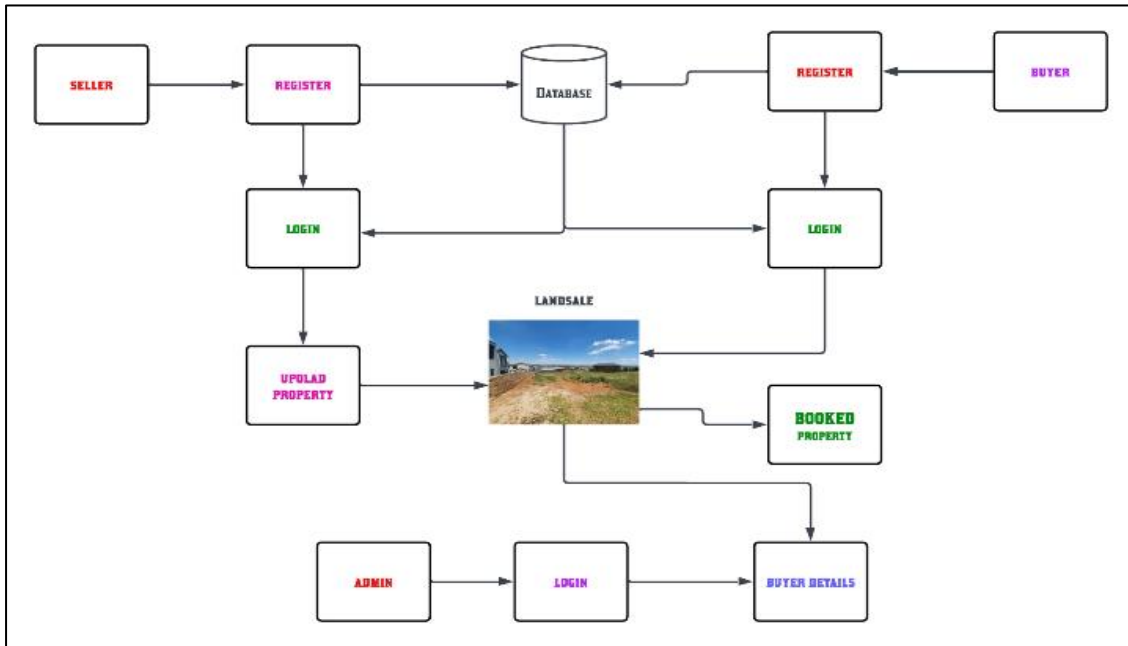 SELLER
REGISTER
DATABASE
REGISTER
BUYER
LOGIN
LOGIN
LANDSALE
UPOLAD
PROPERTY
BOOKED
PROPERTY
ADMIN
LOGIN
BUYER DETAILS